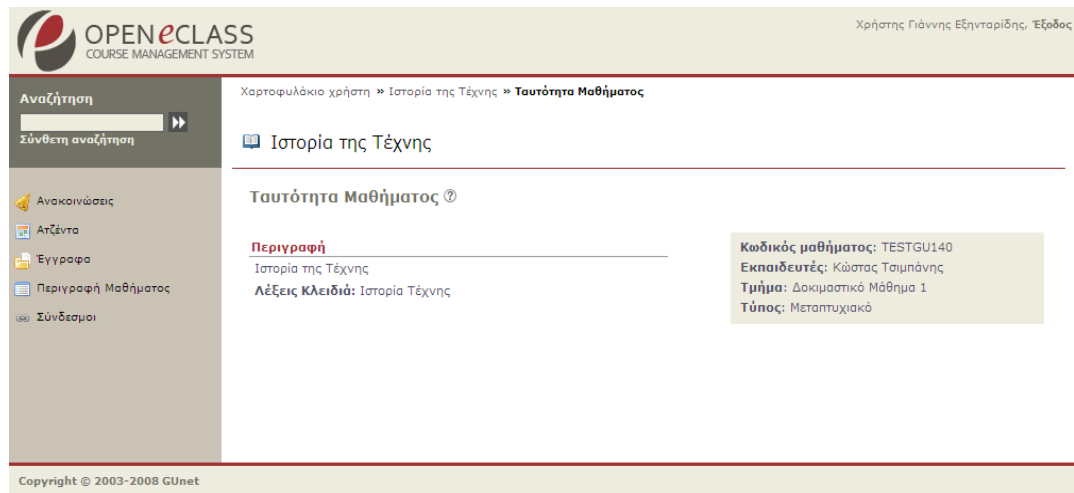 OPEN eCLASS
COURSE MANAGEMENT SYSTEM
Χρήστης Γιάννης Εξηνταρίδης, Έξοδος
Αναζήτηση
Σύνθετη αναζήτηση
Χαρτοφυλάκιο χρήστη » Ιστορία της Τέχνης » Ταυτότητα Μαθήματος
Ιστορία της Τέχνης
Ανακοινώσεις
Ατζέντα
Έγγραφα
Περιγραφή Μαθήματος
Σύνδεσμοι
Ταυτότητα Μαθήματος ?
Περιγραφή
Ιστορία της Τέχνης
Λέξεις Κλειδιά: Ιστορία Τέχνης
Κωδικός μαθήματος: TESTGU140
Εκπαιδευτές: Κώστας Τσιμπάνης
Τμήμα: Δοκιμαστικό Μάθημα 1
Τύπος: Μεταπτυχιακό
Copyright © 2003-2008 GUnet